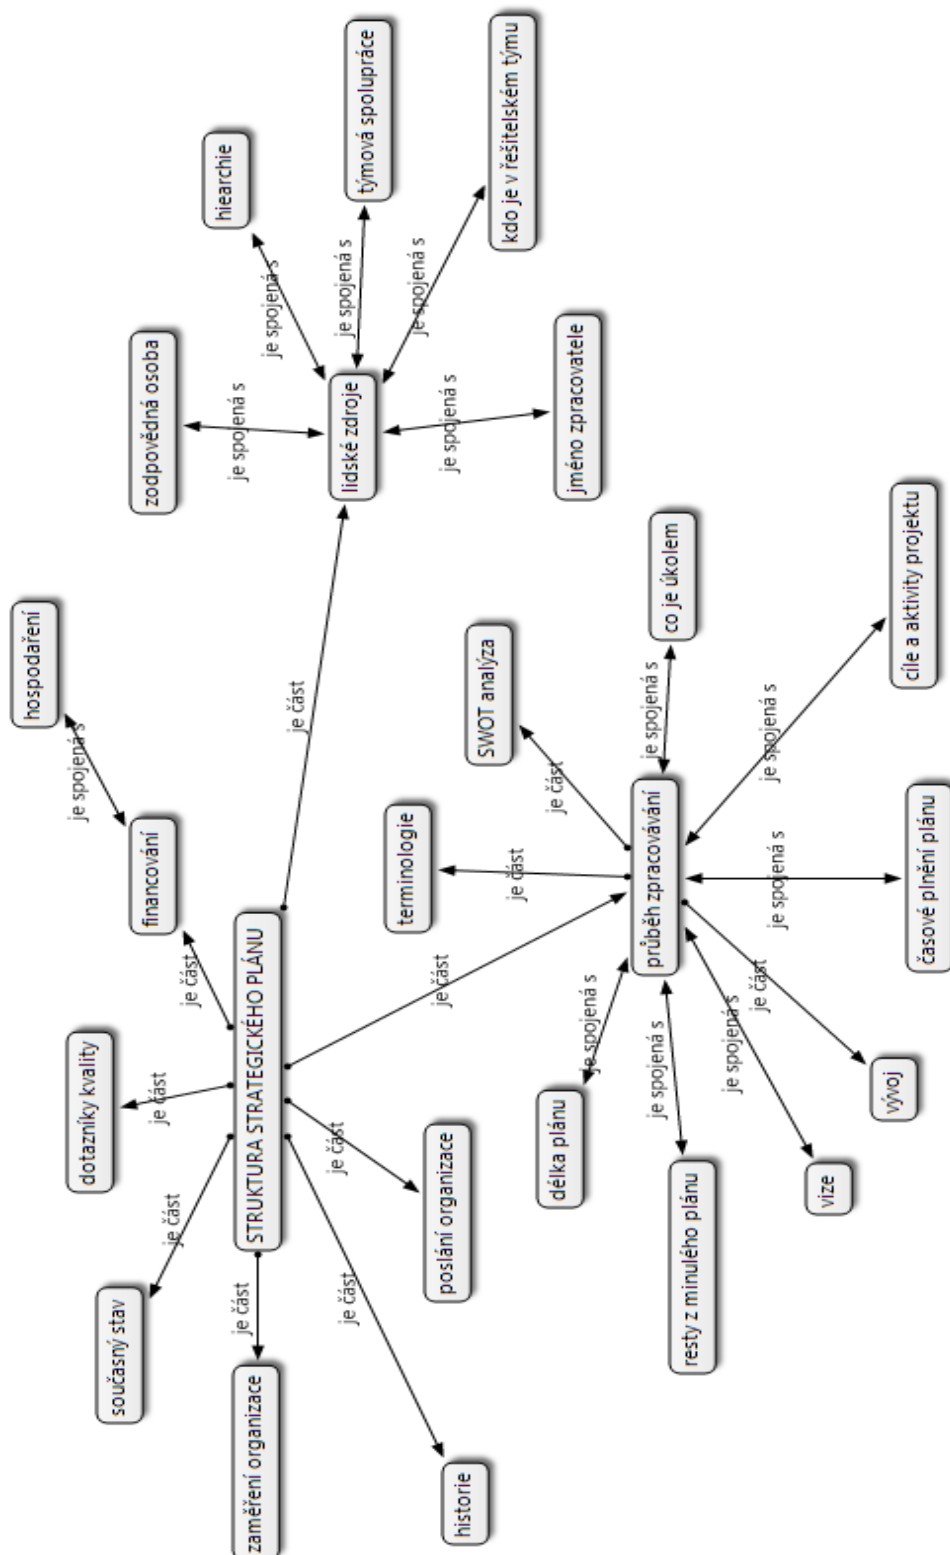 hospodaření
je spojená s
financování
je část
dotazníky kvality
je část
současný stav
je část
zaměření organizace
je část
STRUKTURA STRATEGICKÉHO PLÁNU
historie
je část
poslání organizace
je část
je část
je část
lidské zdroje
zodpovědná osoba
je spojená s
hiearchie
je spojená s
týmová spolupráce
je spojená s
kdo je v řešitelském týmu
je spojená s
jméno zpracovatele
je spojená s
průběh zpracovávání
terminologie
je část
SWOT analýza
je část
co je úkolem
je spojená s
cíle a aktivity projektu
je spojená s
časové plnění plánu
je spojená s
vývoj
je část
vize
je spojená s
resty z minulého plánu
je spojená s
délka plánu
je spojená s